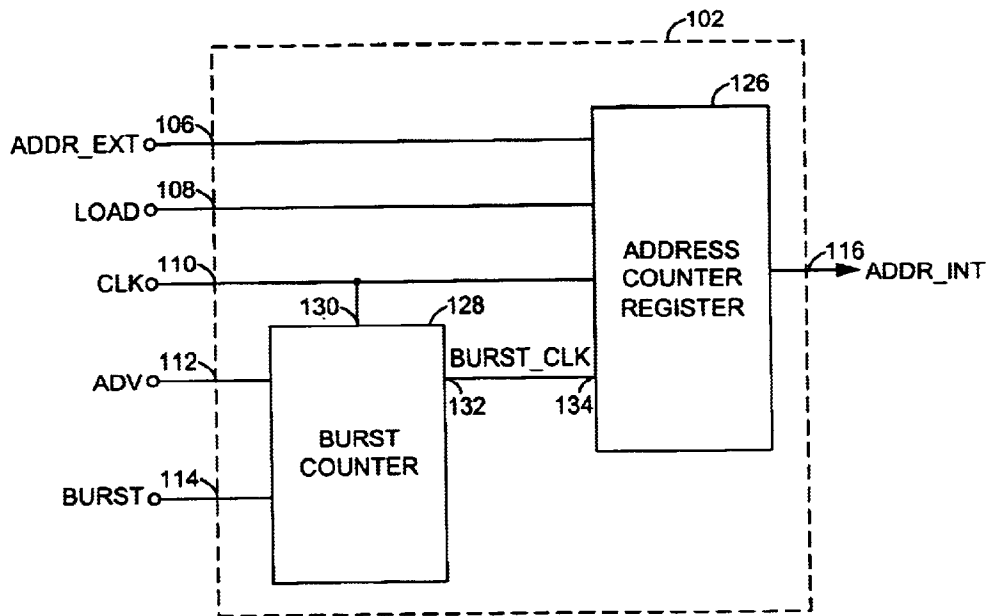 102
126
ADDR_EXT
106
LOAD
108
CLK
110
ADDRESS
COUNTER
REGISTER
116
ADDR_INT
130
128
ADV
112
BURST_CLK
132
134
BURST
COUNTER
BURST
114